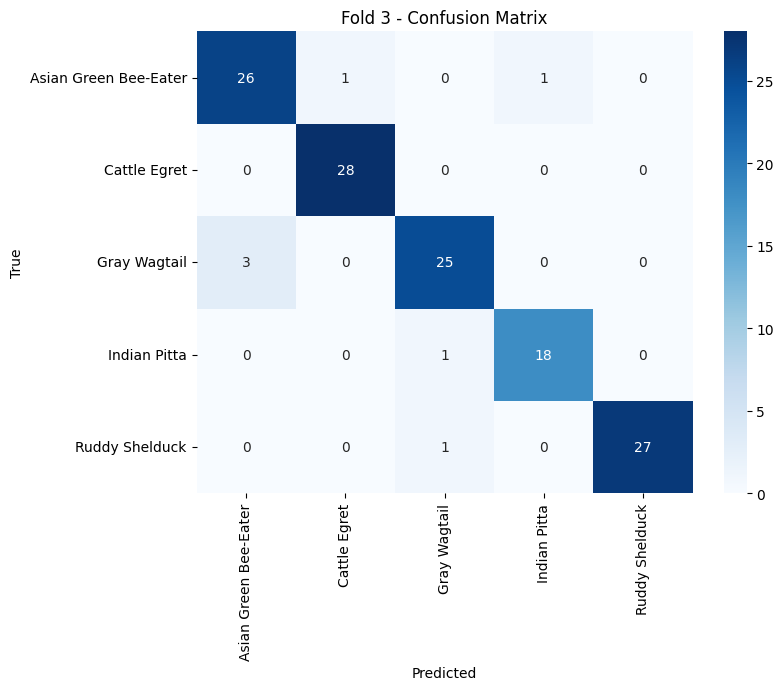 Fold 3 - Confusion Matrix
True
Asian Green Bee-Eater 26 1 0 1 0
Cattle Egret 0 28 0 0 0
Gray Wagtail 3 0 25 0 0
Indian Pitta 0 0 1 18 0
Ruddy Shelduck 0 0 1 0 27
Asian Green Bee-Eater
Cattle Egret
Gray Wagtail
Indian Pitta
Ruddy Shelduck
Predicted
25
20
15
10
5
0